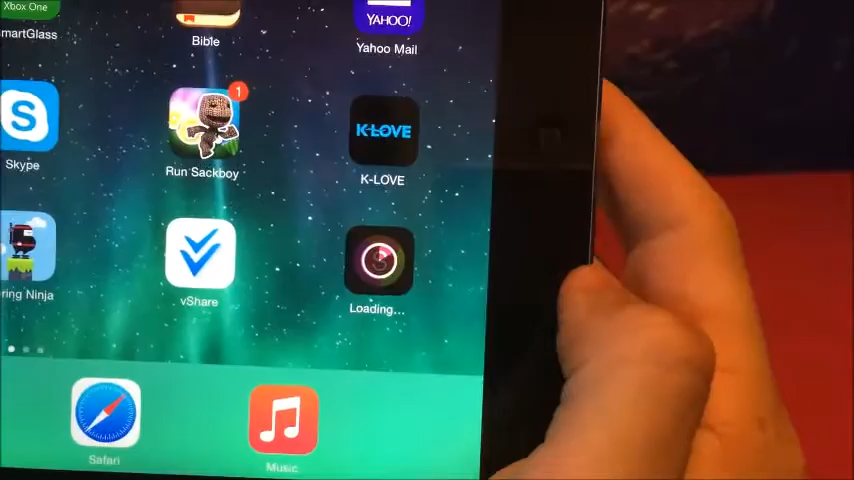 Xbox One
martGlass
Bible
YAHOO!
Yahoo Mail
1
K-LOVE
Skype
Run Sackboy
K-LOVE
ring Ninja
vShare
Loading...
Safari
Music